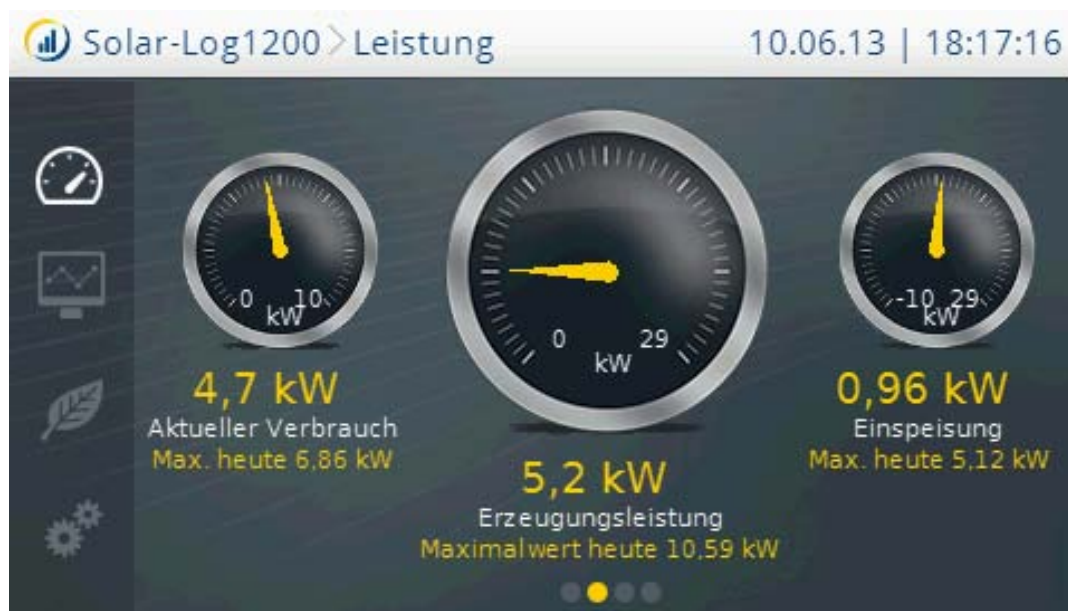 Solar-Log1200 > Leistung 10.06.13 | 18:17:16
0 10
kW
0 29
kW
-10 29
kW
4,7 kW
Aktueller Verbrauch
Max. heute 6,86 kW
5,2 kW
Erzeugungsleistung
Maximalwert heute 10,59 kW
0,96 kW
Einspeisung
Max. heute 5,12 kW